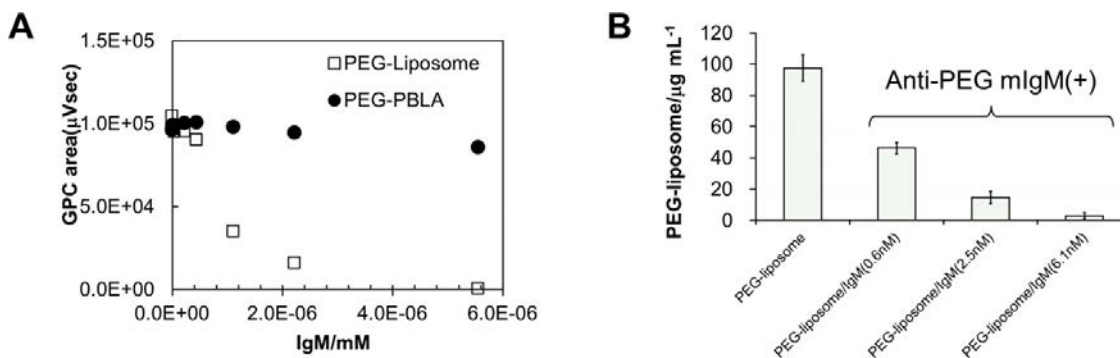 A
GPC area(μVsec)
1.5E+05
1.0E+05
5.0E+04
0.0E+00
PEG-Liposome
PEG-PBLA
0.0E+00 2.0E-06 4.0E-06 6.0E-06
IgM/mM
B
PEG-liposome/μg mL⁻¹
120
100
80
60
40
20
0
Anti-PEG mIgM(+)
PEG-liposome
PEG-liposome/IgM(0.6nM)
PEG-liposome/IgM(2.5nM)
PEG-liposome/IgM(6.1nM)